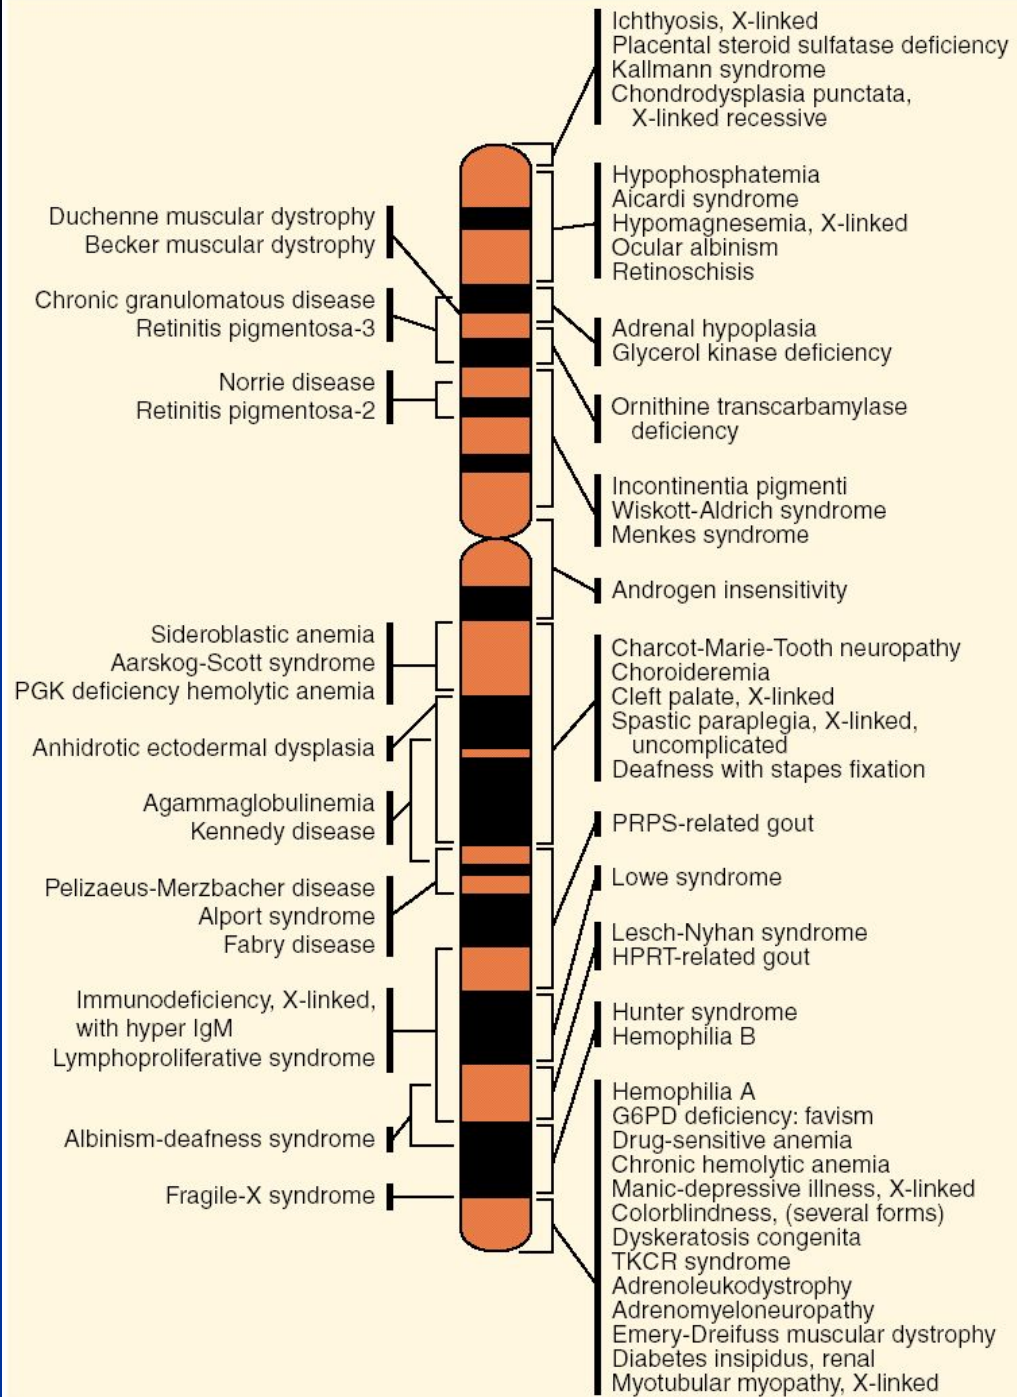 Duchenne muscular dystrophy
Becker muscular dystrophy
Chronic granulomatous disease
Retinitis pigmentosa-3
Norrie disease
Retinitis pigmentosa-2
Sideroblastic anemia
Aarskog-Scott syndrome
PGK deficiency hemolytic anemia
Anhidrotic ectodermal dysplasia
Agammaglobulinemia
Kennedy disease
Pelizaeus-Merzbacher disease
Alport syndrome
Fabry disease
Immunodeficiency, X-linked,
with hyper IgM
Lymphoproliferative syndrome
Albinism-deafness syndrome
Fragile-X syndrome
Ichthyosis, X-linked
Placental steroid sulfatase deficiency
Kallmann syndrome
Chondrodysplasia punctata,
X-linked recessive
Hypophosphatemia
Aicardi syndrome
Hypomagnesemia, X-linked
Ocular albinism
Retinoschisis
Adrenal hypoplasia
Glycerol kinase deficiency
Ornithine transcarbamylase
deficiency
Incontinentia pigmenti
Wiskott-Aldrich syndrome
Menkes syndrome
Androgen insensitivity
Charcot-Marie-Tooth neuropathy
Choroideremia
Cleft palate, X-linked
Spastic paraplegia, X-linked,
uncomplicated
Deafness with stapes fixation
PRPS-related gout
Lowe syndrome
Lesch-Nyhan syndrome
HPRT-related gout
Hunter syndrome
Hemophilia B
Hemophilia A
G6PD deficiency: favism
Drug-sensitive anemia
Chronic hemolytic anemia
Manic-depressive illness, X-linked
Colorblindness, (several forms)
Dyskeratosis congenita
TKCR syndrome
Adrenoleukodystrophy
Adrenomyeloneuropathy
Emery-Dreifuss muscular dystrophy
Diabetes insipidus, renal
Myotubular myopathy, X-linked